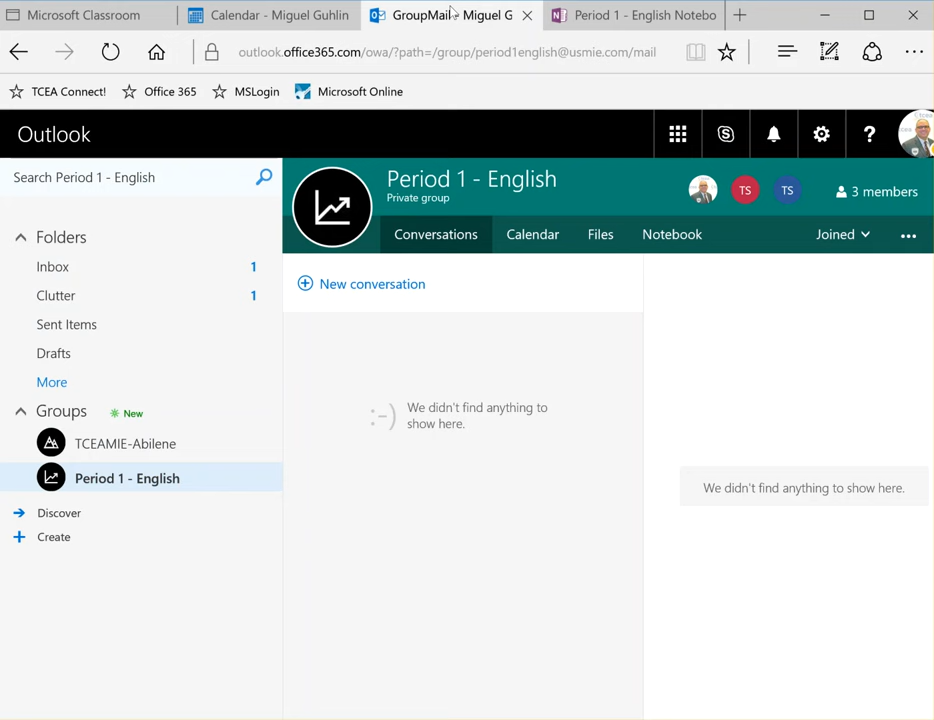 Microsoft Classroom
Calendar - Miguel Guhlin
GroupMail - Miguel G
Period 1 - English Notebo
outlook.office365.com/owa/?path=/group/period1english@usmie.com/mail
TCEA Connect!
Office 365
MSLogin
Microsoft Online
Outlook
Search Period 1 - English
Period 1 - English
Private group
TS
TS
3 members
Conversations
Calendar
Files
Notebook
Joined
Folders
Inbox 1
Clutter 1
Sent Items
Drafts
More
Groups New
TCEAMIE-Abilene
Period 1 - English
Discover
Create
New conversation
:-) We didn't find anything to
show here.
We didn't find anything to show here.